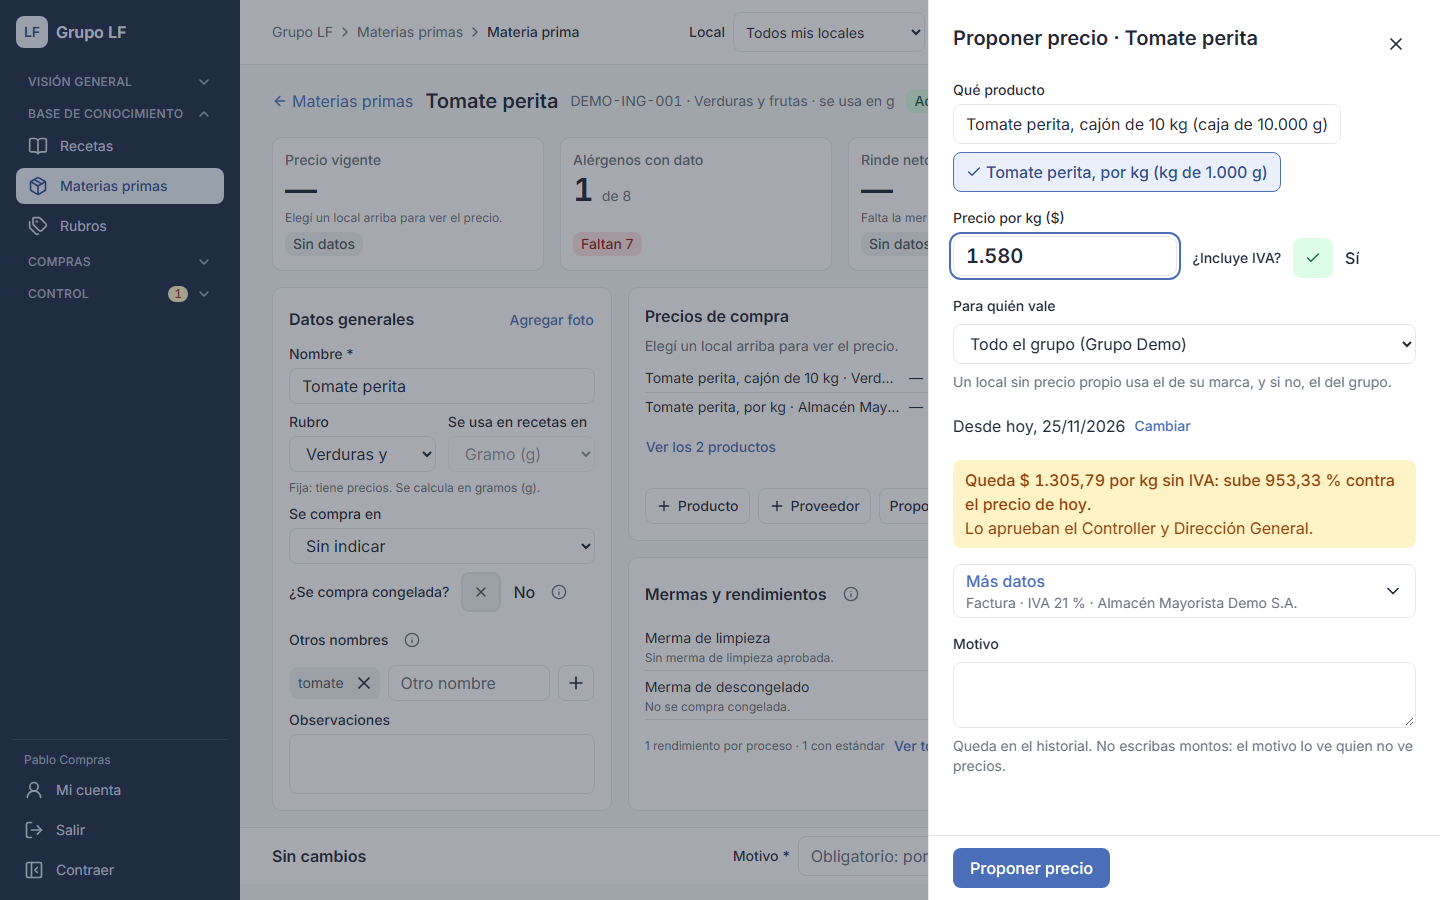 LF Grupo LF
VISIÓN GENERAL
BASE DE CONOCIMIENTO
Recetas
Materias primas
Rubros
COMPRAS
CONTROL 1
Pablo Compras
Mi cuenta
Salir
Contraer
Grupo LF > Materias primas > Materia prima
Local Todos mis locales
← Materias primas Tomate perita DEMO-ING-001 · Verduras y frutas · se usa en g
Precio vigente
—
Elegí un local arriba para ver el precio.
Sin datos
Alérgenos con dato
1 de 8
Faltan 7
Rinde neto
—
Falta la mer
Sin datos
Datos generales
Agregar foto
Nombre *
Tomate perita
Rubro
Verduras y
Se usa en recetas en
Gramo (g)
Fija: tiene precios. Se calcula en gramos (g).
Se compra en
Sin indicar
¿Se compra congelada? No
Otros nombres
tomate
Otro nombre
Observaciones
Precios de compra
Elegí un local arriba para ver el precio.
Tomate perita, cajón de 10 kg · Verd... —
Tomate perita, por kg · Almacén May... —
Ver los 2 productos
+ Producto
+ Proveedor
Propo
Mermas y rendimientos
Merma de limpieza
Sin merma de limpieza aprobada.
Merma de descongelado
No se compra congelada.
1 rendimiento por proceso · 1 con estándar Ver to
Sin cambios
Motivo * Obligatorio: por
Proponer precio · Tomate perita
Qué producto
Tomate perita, cajón de 10 kg (caja de 10.000 g)
Tomate perita, por kg (kg de 1.000 g)
Precio por kg ($)
1.580
¿Incluye IVA? Sí
Para quién vale
Todo el grupo (Grupo Demo)
Un local sin precio propio usa el de su marca, y si no, el del grupo.
Desde hoy, 25/11/2026 Cambiar
Queda $ 1.305,79 por kg sin IVA: sube 953,33 % contra
el precio de hoy.
Lo aprueban el Controller y Dirección General.
Más datos
Factura · IVA 21 % · Almacén Mayorista Demo S.A.
Motivo
Queda en el historial. No escribas montos: el motivo lo ve quien no ve
precios.
Proponer precio